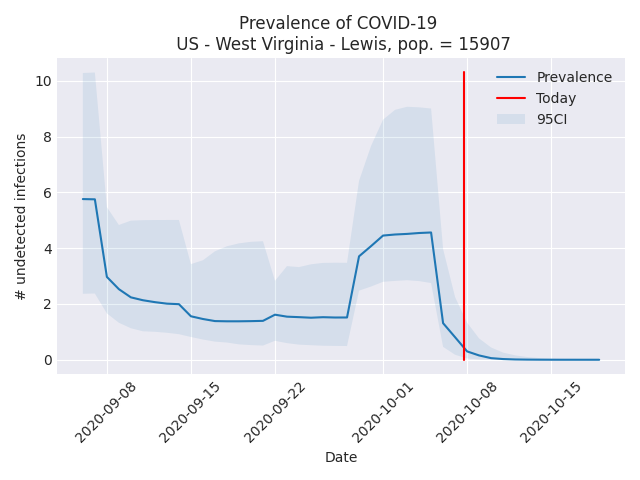 Prevalence of COVID-19
US - West Virginia - Lewis, pop. = 15907
# undetected infections
10
8
6
4
2
0
Prevalence
Today
95CI
2020-09-08
2020-09-15
2020-09-22
2020-10-01
2020-10-08
2020-10-15
Date